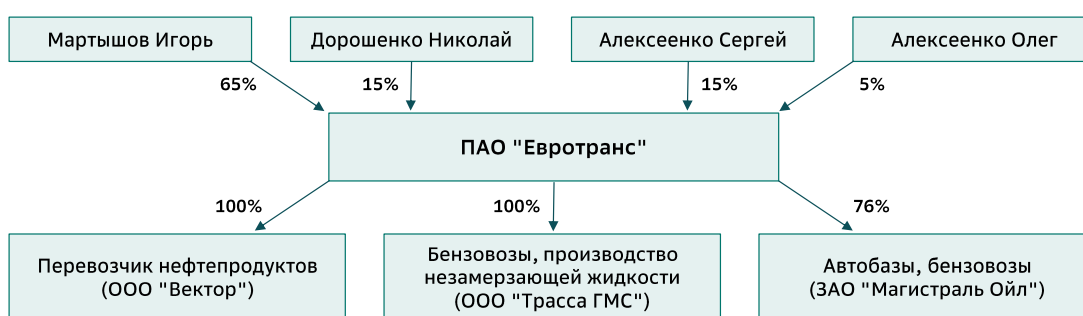 Мартышов Игорь
Дорошенко Николай
Алексеенко Сергей
Алексеенко Олег
65%
15%
15%
5%
ПАО "Евротранс"
100%
100%
76%
Перевозчик нефтепродуктов
(ООО "Вектор")
Бензовозы, производство
незамерзающей жидкости
(ООО "Трасса ГМС")
Автобазы, бензовозы
(ЗАО "Магистраль Ойл")